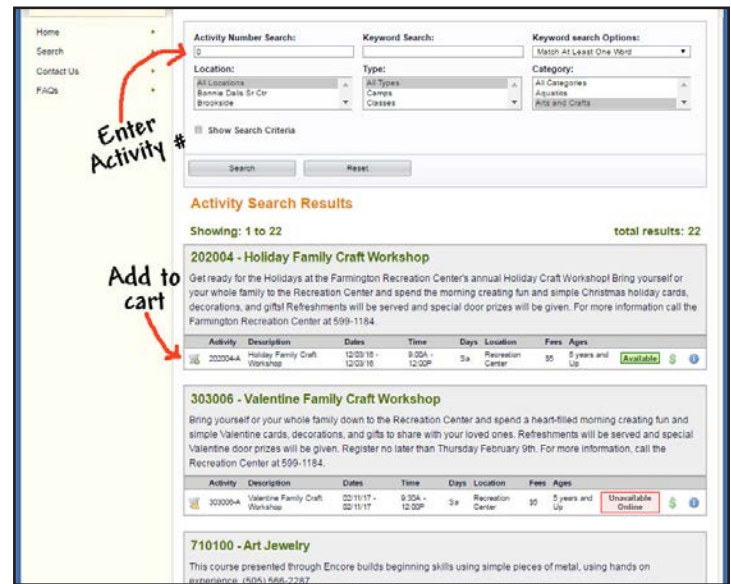 Home
Search
Contact Us
FAQs
Enter
Activity #
Add to
cart
Activity Number Search:
Keyword Search:
Keyword search Options:
0
Match At Least One Word
Location:
Type:
Category:
All Locations
All Types
All Categories
Bonnie Dalls Sr Ctr
Camps
Aquatics
Brookside
Classes
Arts and Crafts
Show Search Criteria
Search
Reset
Activity Search Results
Showing: 1 to 22
total results: 22
202004 - Holiday Family Craft Workshop
Get ready for the Holidays at the Farmington Recreation Center's annual Holiday Craft Workshop! Bring yourself or
your whole family to the Recreation Center and spend the morning creating fun and simple Christmas holiday cards,
decorations, and gifts! Refreshments will be served and special door prizes will be given. For more information call the
Farmington Recreation Center at 599-1184.
Activity Description Dates Time Days Location Fees Ages
202004-A Holiday Family Craft Workshop 12/03/16 - 12/03/16 9:00A - 12:00P Sa Recreation Center $5 5 years and Up Available $
303006 - Valentine Family Craft Workshop
Bring yourself or your whole family down to the Recreation Center and spend a heart-filled morning creating fun and
simple Valentine cards, decorations, and gifts to share with your loved ones. Refreshments will be served and special
Valentine door prizes will be given. Register no later than Thursday February 9th. For more information, call the
Recreation Center at 599-1184.
Activity Description Dates Time Days Location Fees Ages
303006-A Valentine Family Craft Workshop 02/11/17 - 02/11/17 9:30A - 12:00P Sa Recreation Center $5 5 years and Up Unavailable Online $
710100 - Art Jewelry
This course presented through Encore builds beginning skills using simple pieces of metal, using hands on
experience. (505) 566-2287